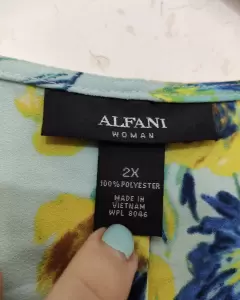 ALFANI
WOMAN
2X
100% POLYESTER
MADE IN
VIETNAM
WPL 8046